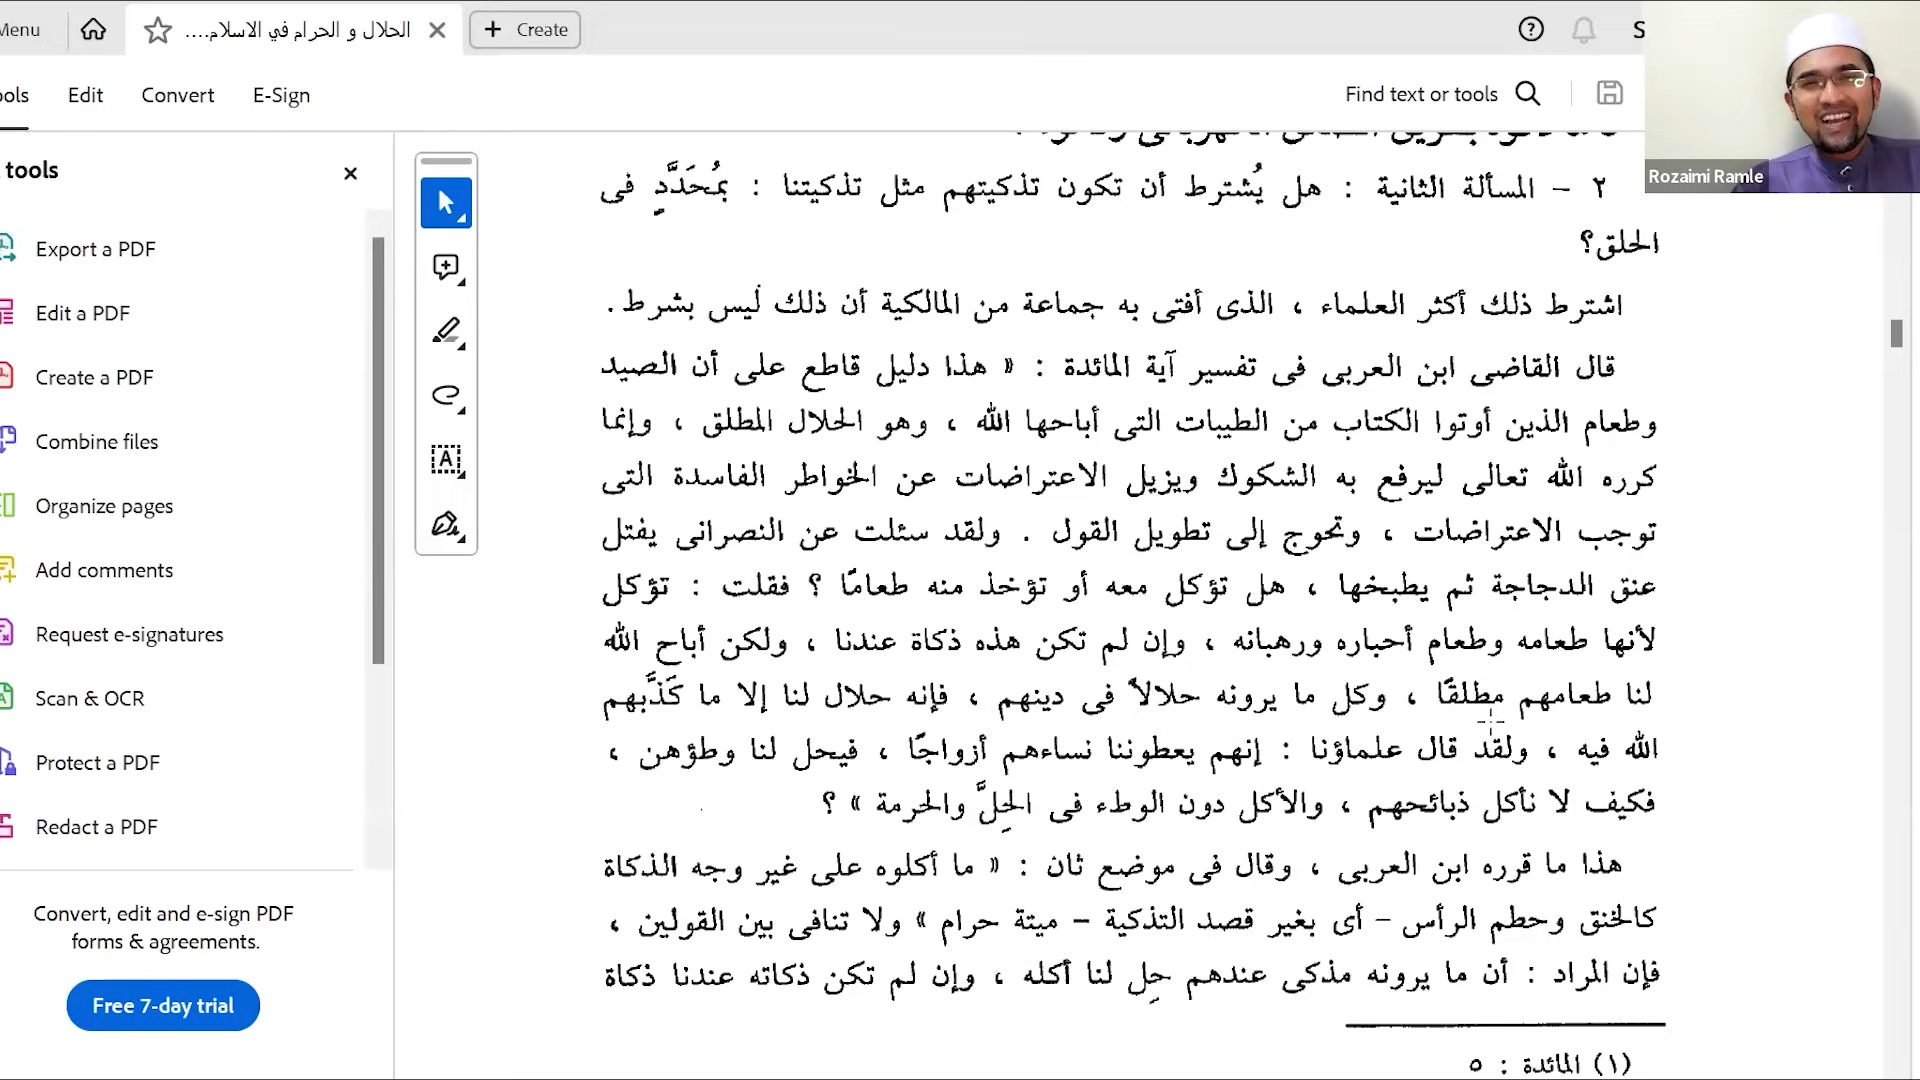 Menu
الحلال و الحرام في الاسلام....
Create
Edit
Convert
E-Sign
Find text or tools
Rozaimi Ramle
tools
Export a PDF
Edit a PDF
Create a PDF
Combine files
Organize pages
Add comments
Request e-signatures
Scan & OCR
Protect a PDF
Redact a PDF
Convert, edit and e-sign PDF
forms & agreements.
Free 7-day trial
٢ – المسألة الثانية : هل يُشترط أن تكون تذكيتهم مثل تذكيتنا : بمُحَدَّدٍ فى
الحلق؟
اشترط ذلك أكثر العلماء ، الذى أفتى به جماعة من المالكية أن ذلك ليس بشرط .
قال القاضى ابن العربى فى تفسير آية المائدة : « هذا دليل قاطع على أن الصيد
وطعام الذين أوتوا الكتاب من الطيبات التى أباحها الله ، وهو الحلال المطلق ، وإنما
كرره الله تعالى ليرفع به الشكوك ويزيل الاعتراضات عن الخواطر الفاسدة التى
توجب الاعتراضات ، وتحوج إلى تطويل القول . ولقد سئلت عن النصرانى يفتل
عنق الدجاجة ثم يطبخها ، هل تؤكل معه أو تؤخذ منه طعامًا ؟ فقلت : تؤكل
لأنها طعامه وطعام أحباره ورهبانه ، وإن لم تكن هذه ذكاة عندنا ، ولكن أباح الله
لنا طعامهم مطلقًا ، وكل ما يرونه حلالاً فى دينهم ، فإنه حلال لنا إلا ما كَذَّبهم
الله فيه ، ولقد قال علماؤنا : إنهم يعطوننا نساءهم أزواجًا ، فيحل لنا وطؤهن ،
فكيف لا نأكل ذبائحهم ، والأكل دون الوطء فى الحِلَّ والحرمة » ؟
هذا ما قرره ابن العربى ، وقال فى موضع ثان : « ما أكلوه على غير وجه الذكاة
كالخنق وحطم الرأس – أى بغير قصد التذكية – ميتة حرام » ولا تنافى بين القولين ،
فإن المراد : أن ما يرونه مذكى عندهم حِل لنا أكله ، وإن لم تكن ذكاته عندنا ذكاة
(١) المائدة : ٥